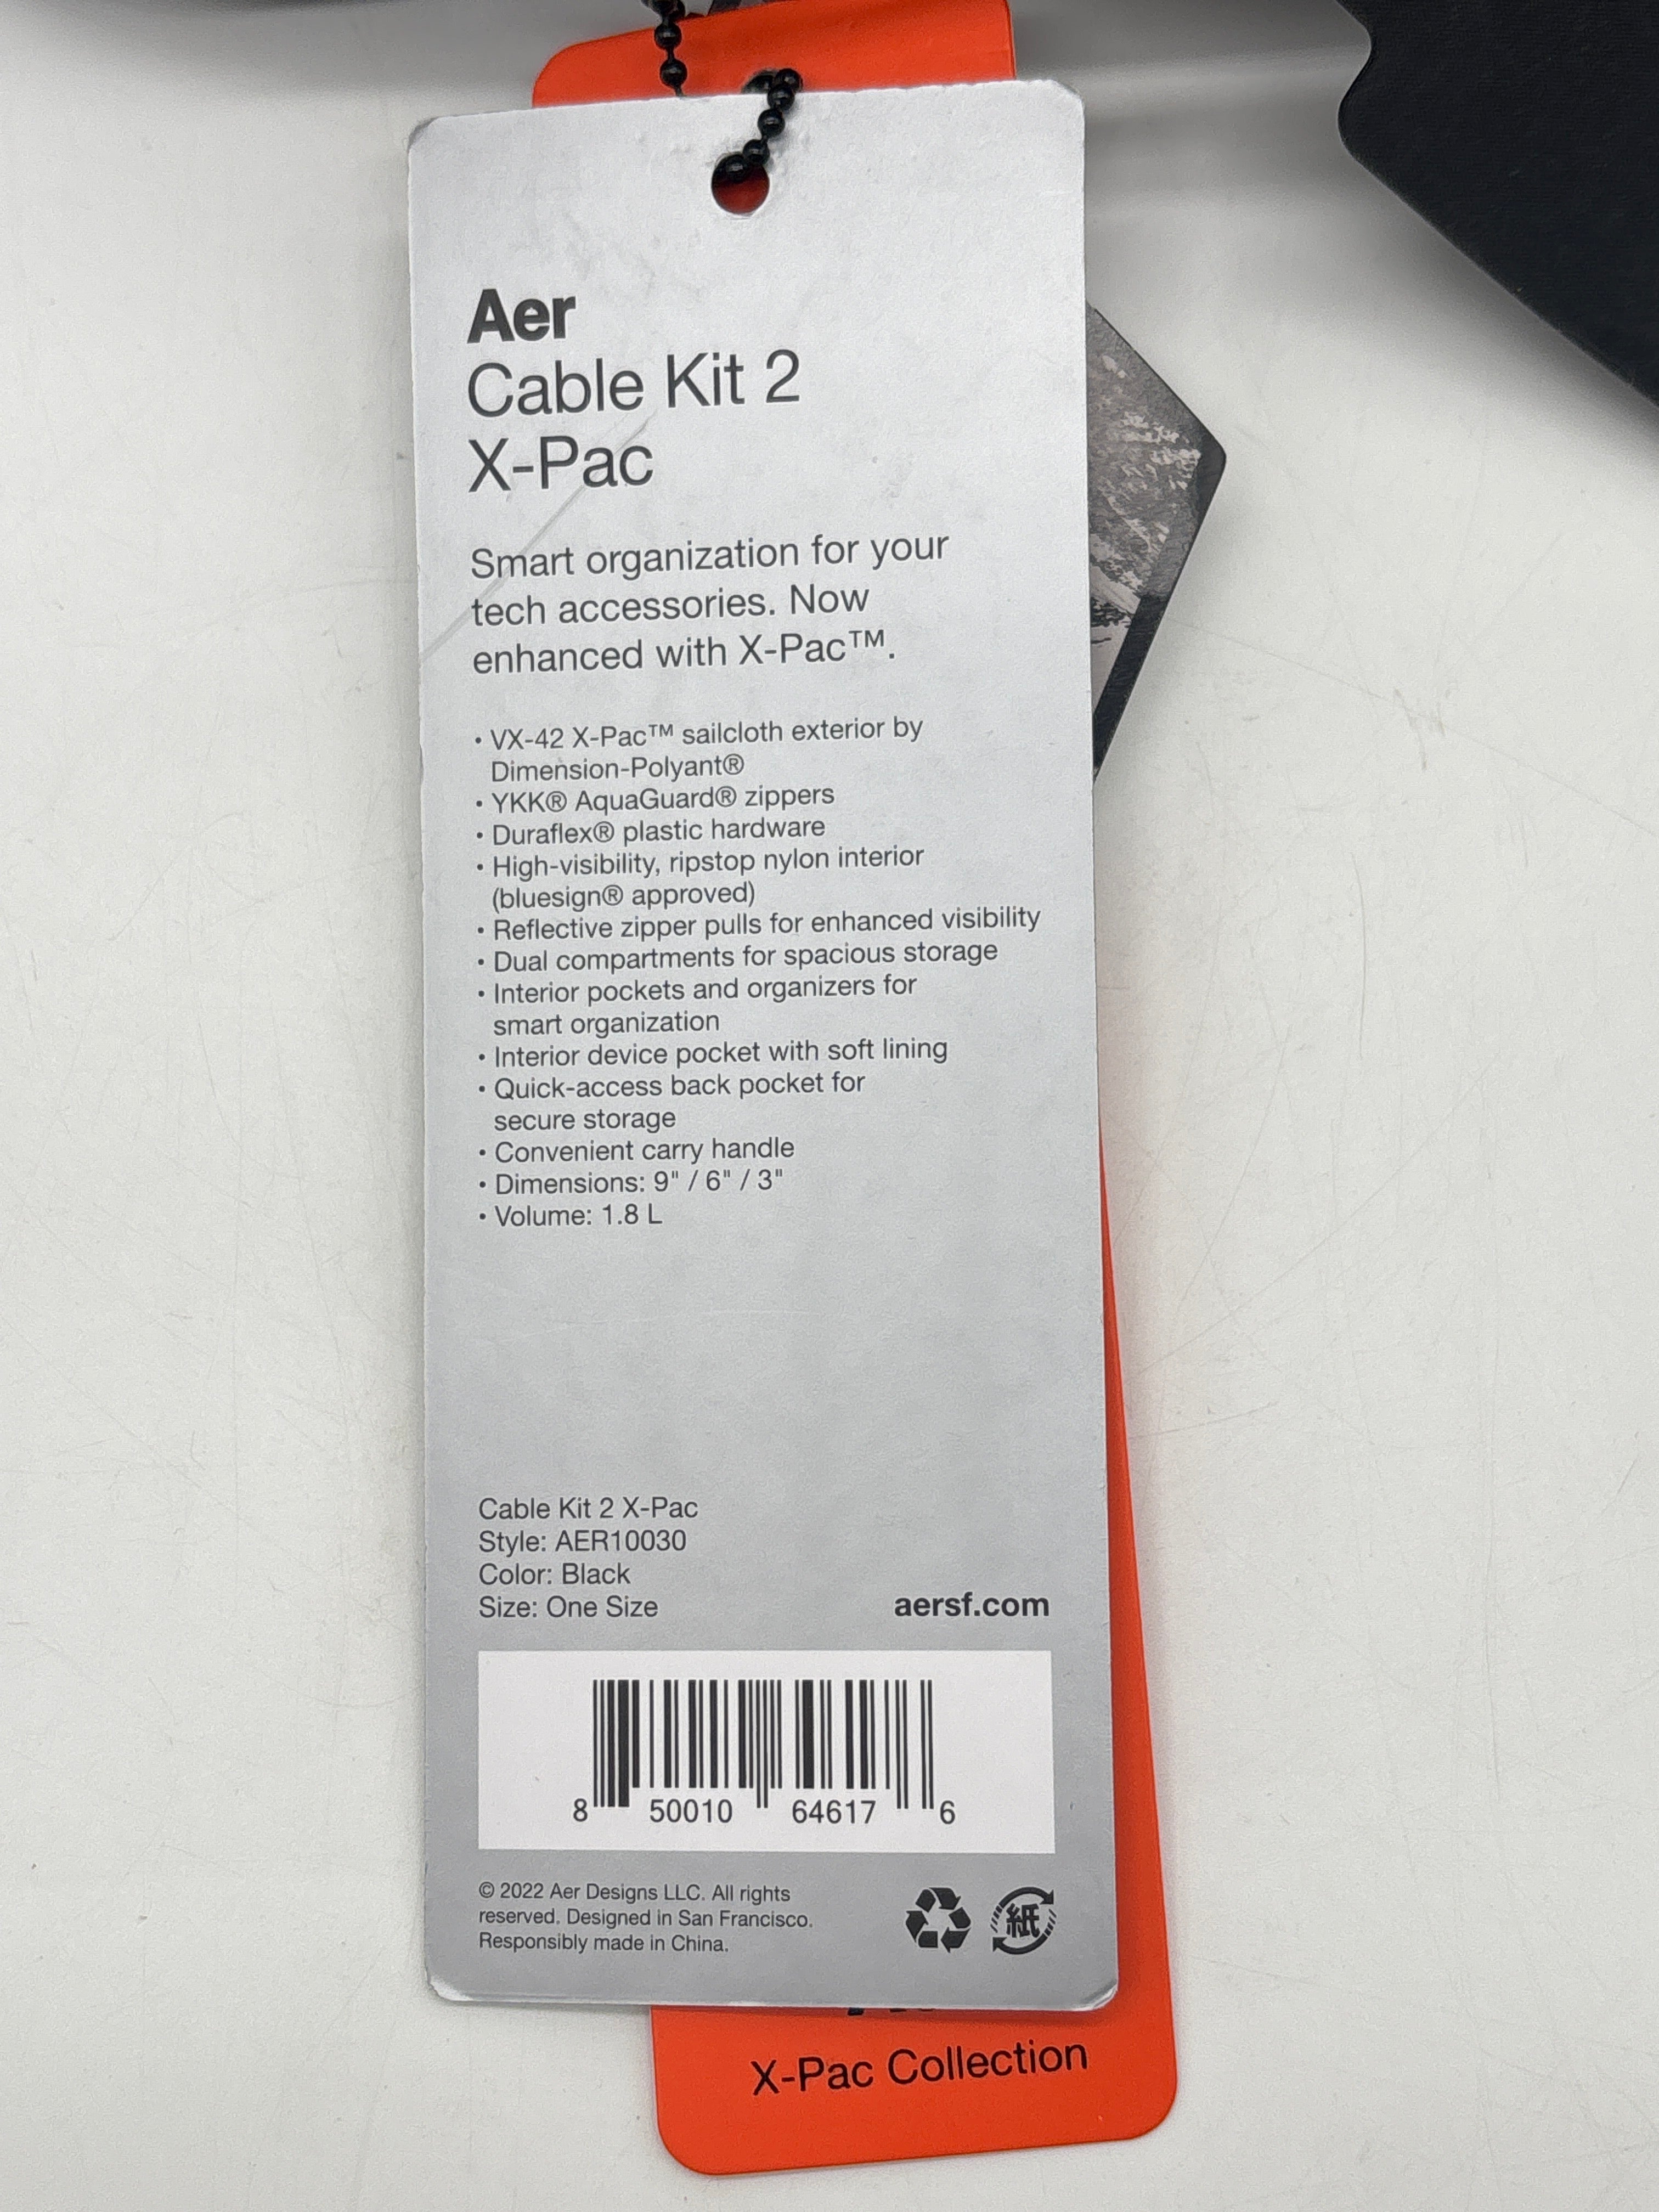 Aer
Cable Kit 2
X-Pac
Smart organization for your
tech accessories. Now
enhanced with X-Pac™.
• VX-42 X-Pac™ sailcloth exterior by
Dimension-Polyant®
• YKK® AquaGuard® zippers
• Duraflex® plastic hardware
• High-visibility, ripstop nylon interior
(bluesign® approved)
• Reflective zipper pulls for enhanced visibility
• Dual compartments for spacious storage
• Interior pockets and organizers for
smart organization
• Interior device pocket with soft lining
• Quick-access back pocket for
secure storage
• Convenient carry handle
• Dimensions: 9" / 6" / 3"
• Volume: 1.8 L
Cable Kit 2 X-Pac
Style: AER10030
Color: Black
Size: One Size
aersf.com
8 50010 64617 6
© 2022 Aer Designs LLC. All rights
reserved. Designed in San Francisco.
Responsibly made in China.
紙
X-Pac Collection